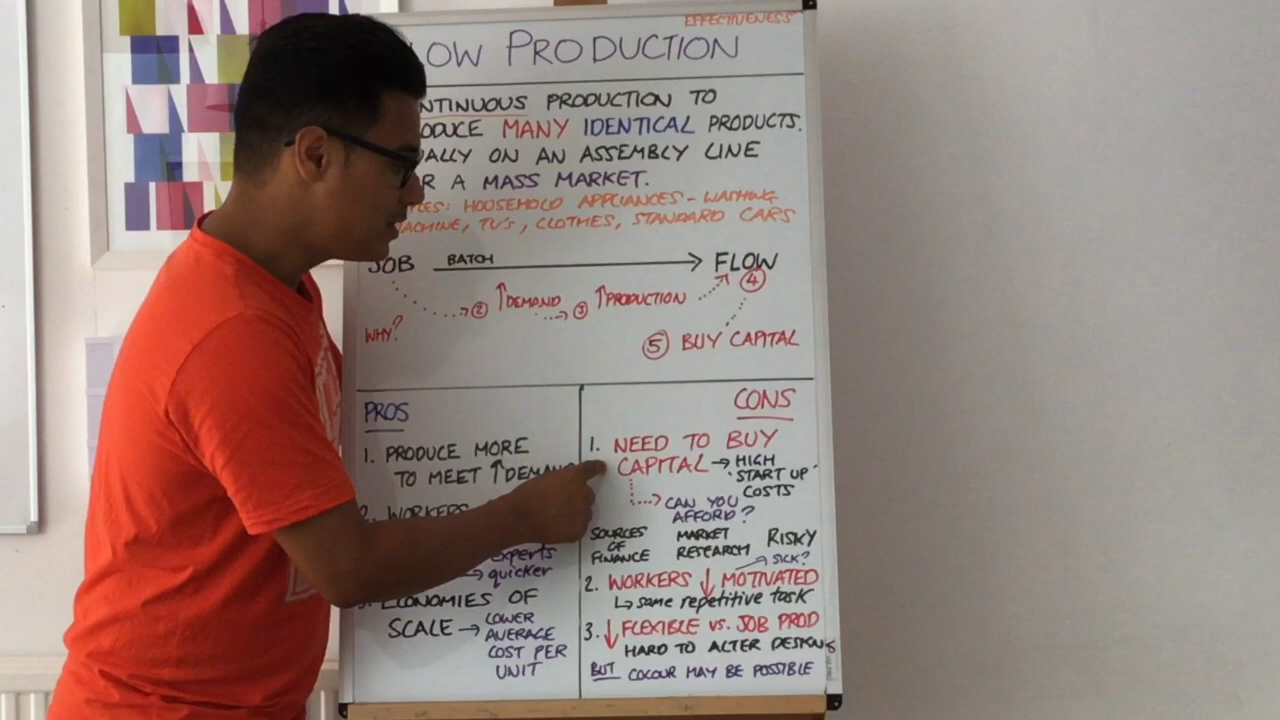 EFFECTIVENESS
LOW PRODUCTION
NTINUOUS PRODUCTION TO
ODUCE MANY IDENTICAL PRODUCTS.
ALLY ON AN ASSEMBLY LINE
R A MASS MARKET.
LES: HOUSEHOLD APPLIANCES - WASHING
MACHINE, TV'S, CLOTHES, STANDARD CARS
JOB BATCH FLOW
④
② ↑DEMAND ③ ↑PRODUCTION
WHY?
⑤ BUY CAPITAL
PROS
1. PRODUCE MORE
TO MEET ↑DEMAND
2. WORKERS
experts
→ quicker
3. ECONOMIES OF
SCALE → LOWER
AVERAGE
COST PER
UNIT
CONS
1. NEED TO BUY
CAPITAL → HIGH
'START UP'
COSTS
CAN YOU
AFFORD?
SOURCES MARKET RISKY
OF
FINANCE RESEARCH
SICK?
2. WORKERS ↓ MOTIVATED
↳ same repetitive task
3. ↓ FLEXIBLE VS. JOB PROD
HARD TO ALTER DESIGNS
BUT COLOUR MAY BE POSSIBLE